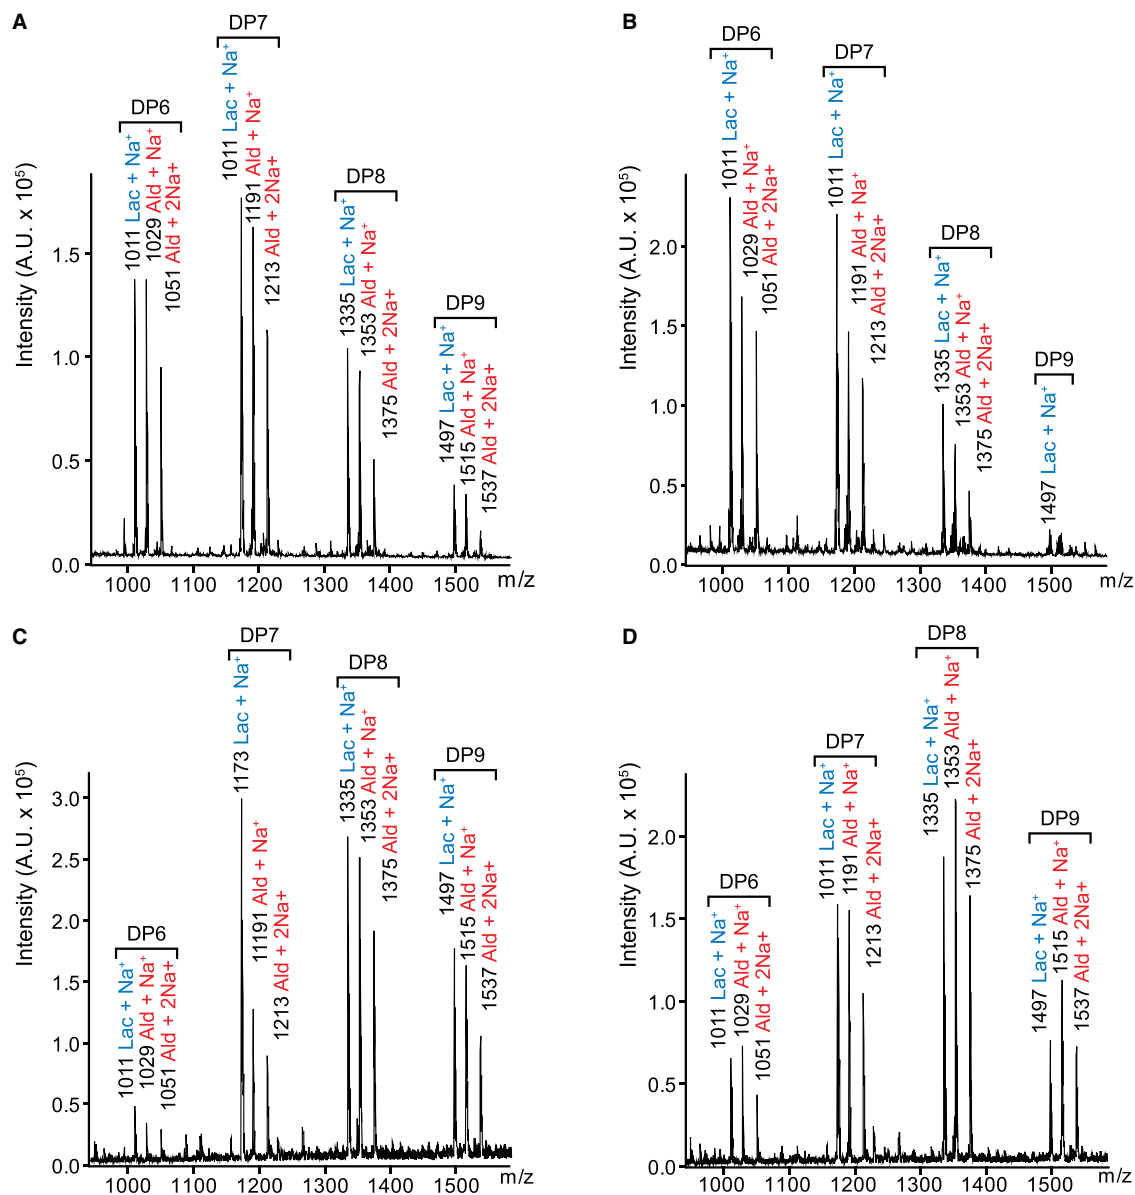 A
DP7
DP6
DP8
DP9
1011 Lac + Na⁺
1029 Ald + Na⁺
1051 Ald + 2Na+
1011 Lac + Na⁺
1191 Ald + Na⁺
1213 Ald + 2Na+
1335 Lac + Na⁺
1353 Ald + Na⁺
1375 Ald + 2Na+
1497 Lac + Na⁺
1515 Ald + Na⁺
1537 Ald + 2Na+
Intensity (A.U. x 10⁵)
1.5
1.0
0.5
0.0
1000 1100 1200 1300 1400 1500 m/z
B
DP6
DP7
DP8
DP9
1011 Lac + Na⁺
1029 Ald + Na⁺
1051 Ald + 2Na+
1011 Lac + Na⁺
1191 Ald + Na⁺
1213 Ald + 2Na+
1335 Lac + Na⁺
1353 Ald + Na⁺
1375 Ald + 2Na+
1497 Lac + Na⁺
Intensity (A.U. x 10⁵)
2.0
1.5
1.0
0.5
0.0
1000 1100 1200 1300 1400 1500 m/z
C
DP7
DP8
DP9
DP6
1011 Lac + Na⁺
1029 Ald + Na⁺
1051 Ald + 2Na+
1173 Lac + Na⁺
11191 Ald + Na⁺
1213 Ald + 2Na+
1335 Lac + Na⁺
1353 Ald + Na⁺
1375 Ald + 2Na+
1497 Lac + Na⁺
1515 Ald + Na⁺
1537 Ald + 2Na+
Intensity (A.U. x 10⁵)
3.0
2.5
2.0
1.5
1.0
0.5
0.0
1000 1100 1200 1300 1400 1500 m/z
D
DP8
DP7
DP9
DP6
1011 Lac + Na⁺
1029 Ald + Na⁺
1051 Ald + 2Na+
1011 Lac + Na⁺
1191 Ald + Na⁺
1213 Ald + 2Na+
1335 Lac + Na⁺
1353 Ald + Na⁺
1375 Ald + 2Na+
1497 Lac + Na⁺
1515 Ald + Na⁺
1537 Ald + 2Na+
Intensity (A.U. x 10⁵)
2.0
1.5
1.0
0.5
0.0
1000 1100 1200 1300 1400 1500 m/z